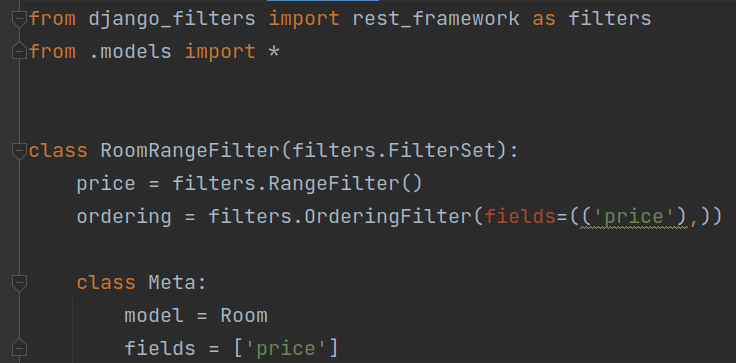 from django_filters import rest_framework as filters
from .models import *
class RoomRangeFilter(filters.FilterSet):
price = filters.RangeFilter()
ordering = filters.OrderingFilter(fields=(('price'),))
class Meta:
model = Room
fields = ['price']